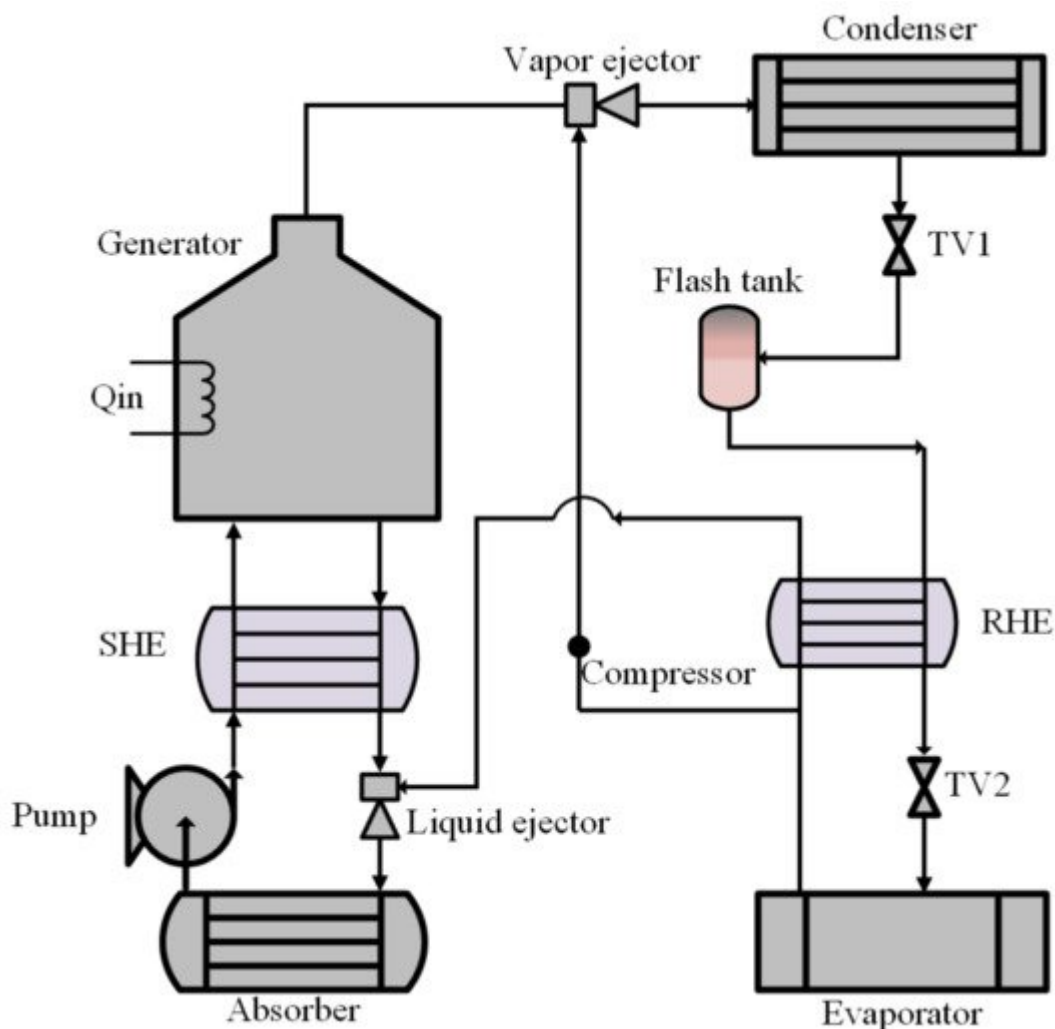 Condenser
Vapor ejector
Generator
TV1
Flash tank
Qin
SHE
RHE
Compressor
TV2
Pump
Liquid ejector
Absorber
Evaporator